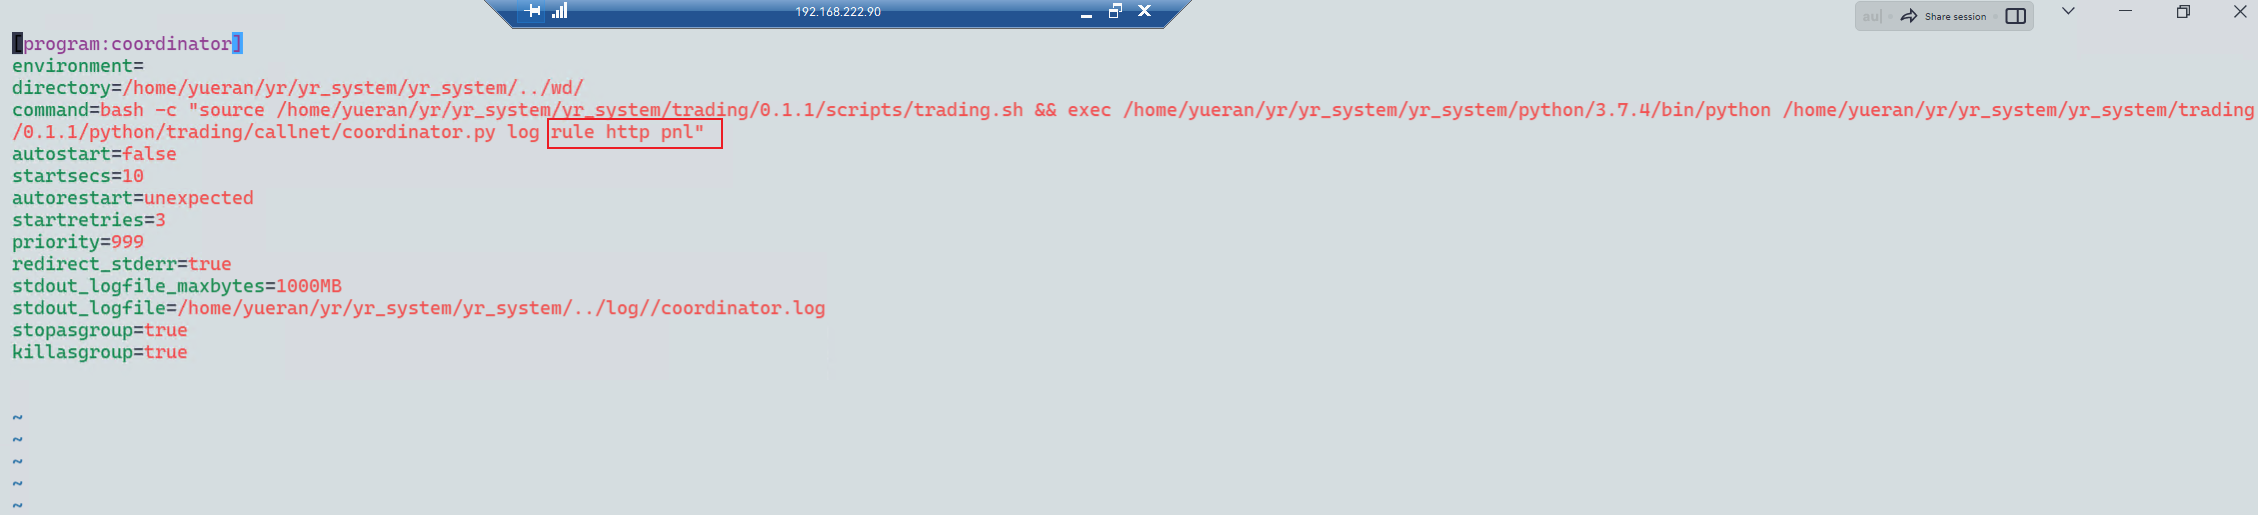 192.168.222.90
au|
Share session
[program:coordinator]
environment=
directory=/home/yueran/yr/yr_system/yr_system/../wd/
command=bash -c "source /home/yueran/yr/yr_system/yr_system/trading/0.1.1/scripts/trading.sh && exec /home/yueran/yr/yr_system/yr_system/python/3.7.4/bin/python /home/yueran/yr/yr_system/yr_system/trading
/0.1.1/python/trading/callnet/coordinator.py log rule http pnl"
autostart=false
startsecs=10
autorestart=unexpected
startretries=3
priority=999
redirect_stderr=true
stdout_logfile_maxbytes=1000MB
stdout_logfile=/home/yueran/yr/yr_system/yr_system/../log//coordinator.log
stopasgroup=true
killasgroup=true
~
~
~
~
~